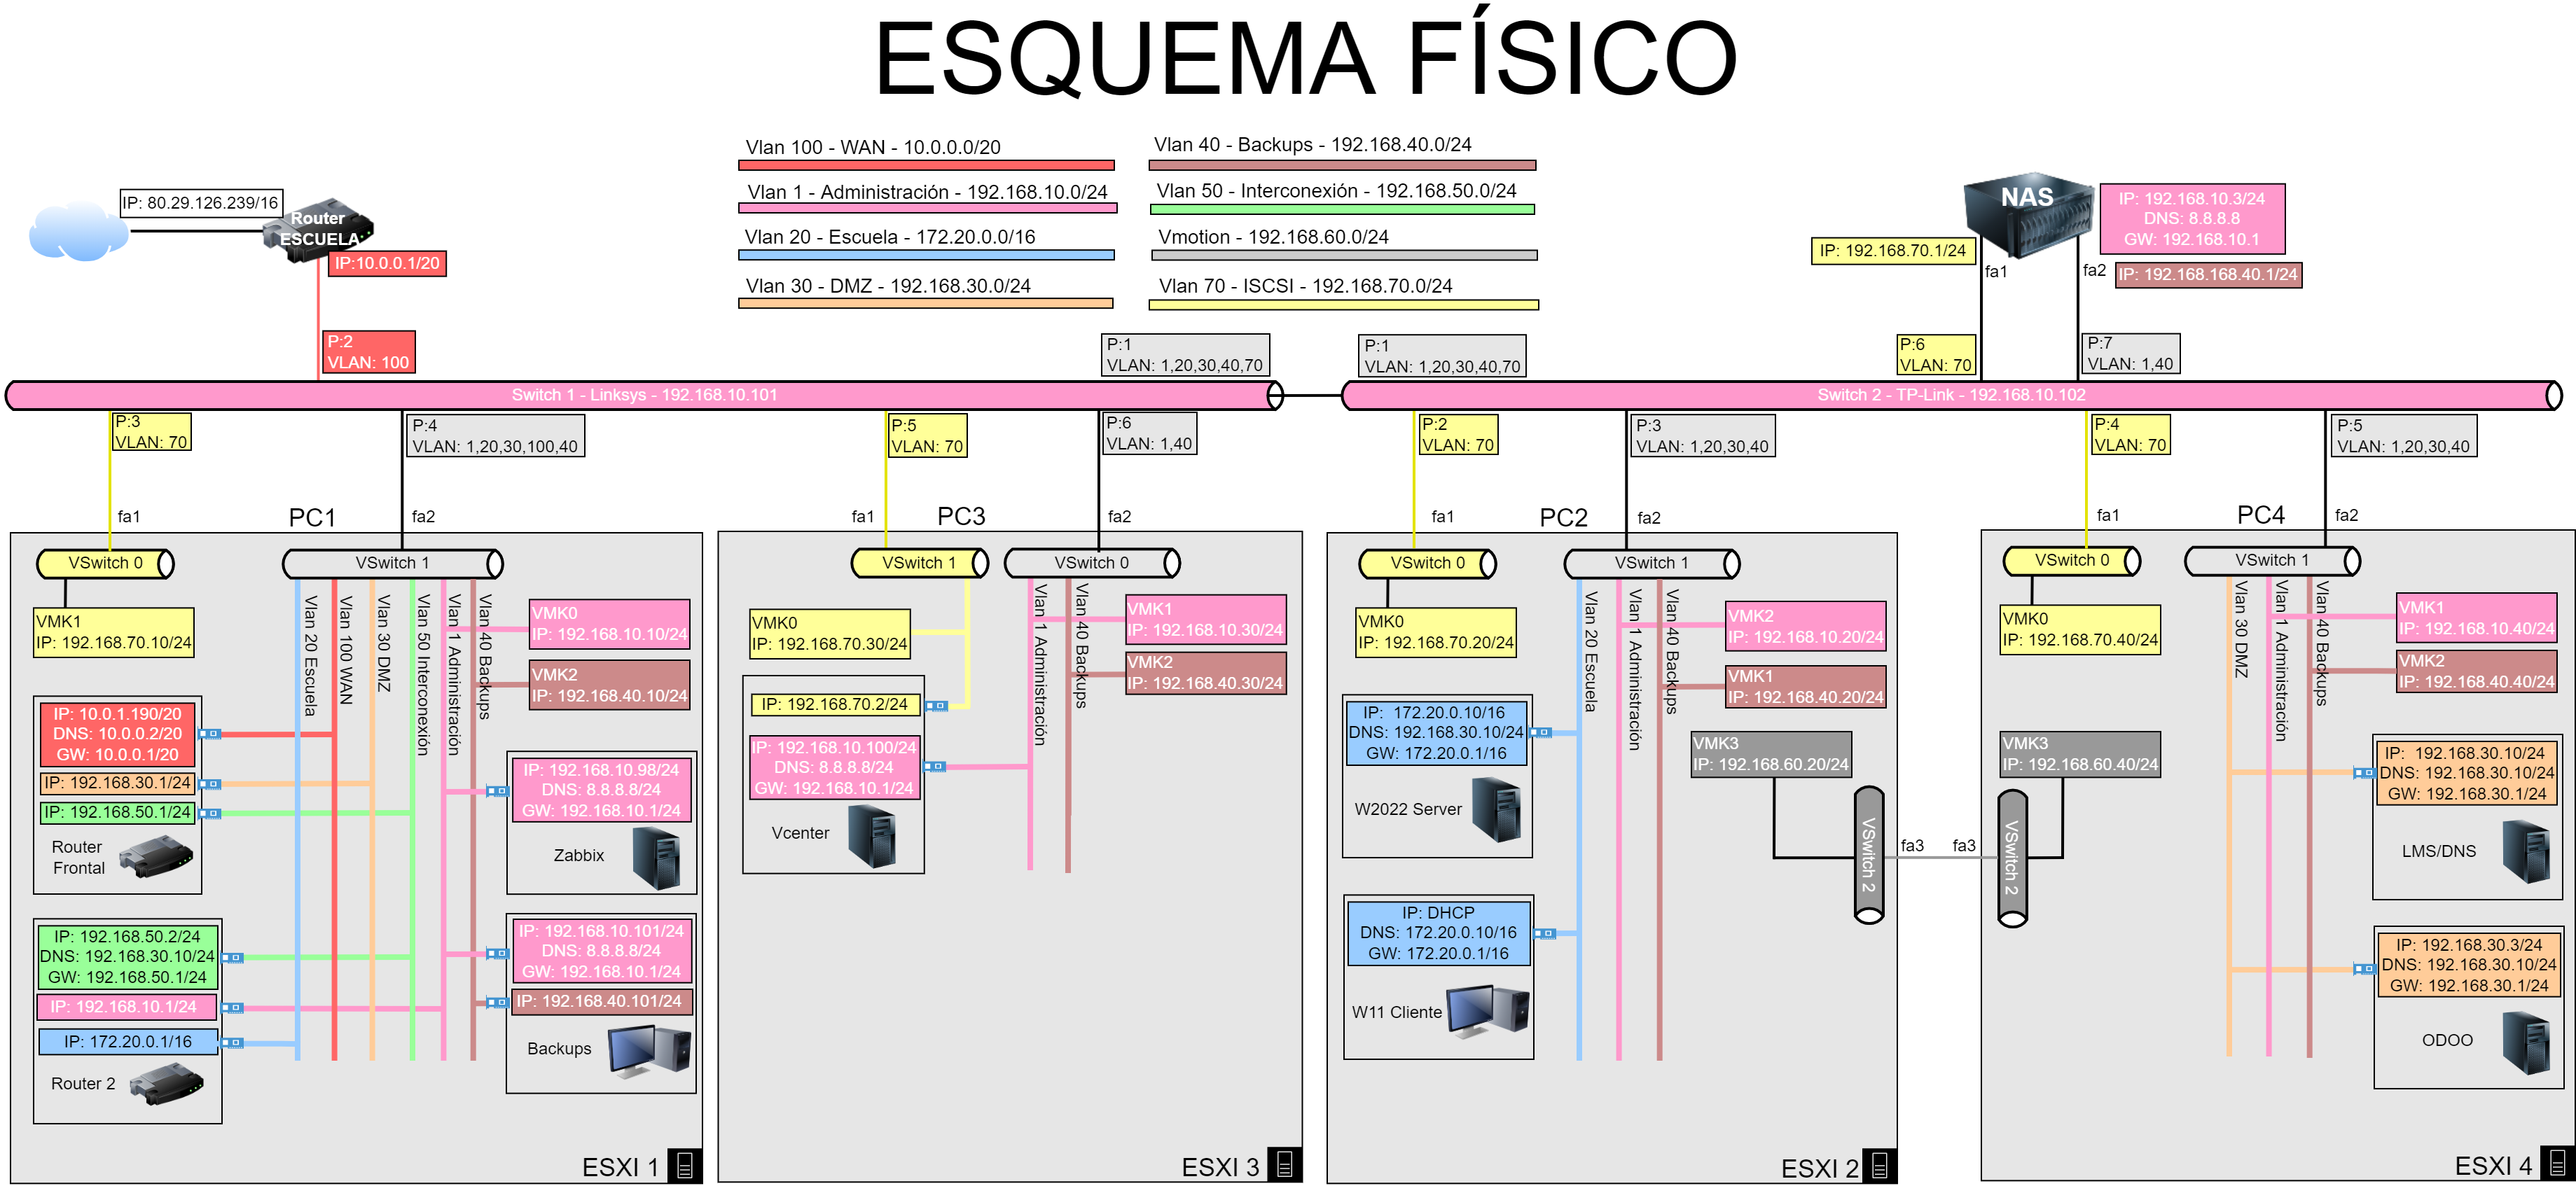 ESQUEMA FÍSICO
Vlan 100 - WAN - 10.0.0.0/20
Vlan 1 - Administración - 192.168.10.0/24
Vlan 20 - Escuela - 172.20.0.0/16
Vlan 30 - DMZ - 192.168.30.0/24
Vlan 40 - Backups - 192.168.40.0/24
Vlan 50 - Interconexión - 192.168.50.0/24
Vmotion - 192.168.60.0/24
Vlan 70 - ISCSI - 192.168.70.0/24
IP: 80.29.126.239/16
Router
ESCUELA
IP:10.0.0.1/20
NAS
IP: 192.168.10.3/24
DNS: 8.8.8.8
GW: 192.168.10.1
IP: 192.168.70.1/24
fa1
fa2
IP: 192.168.168.40.1/24
P:2
VLAN: 100
P:1
VLAN: 1,20,30,40,70
P:1
VLAN: 1,20,30,40,70
P:6
VLAN: 70
P:7
VLAN: 1,40
Switch 1 - Linksys - 192.168.10.101
Switch 2 - TP-Link - 192.168.10.102
P:3
VLAN: 70
P:4
VLAN: 1,20,30,100,40
P:5
VLAN: 70
P:6
VLAN: 1,40
P:2
VLAN: 70
P:3
VLAN: 1,20,30,40
P:4
VLAN: 70
P:5
VLAN: 1,20,30,40
fa1
PC1
fa2
VSwitch 0
VSwitch 1
VMK1
IP: 192.168.70.10/24
Vlan 20 Escuela
Vlan 100 WAN
Vlan 30 DMZ
Vlan 50 Interconexión
Vlan 1 Administración
Vlan 40 Backups
VMK0
IP: 192.168.10.10/24
VMK2
IP: 192.168.40.10/24
IP: 10.0.1.190/20
DNS: 10.0.0.2/20
GW: 10.0.0.1/20
IP: 192.168.30.1/24
IP: 192.168.50.1/24
Router
Frontal
IP: 192.168.10.98/24
DNS: 8.8.8.8/24
GW: 192.168.10.1/24
Zabbix
IP: 192.168.50.2/24
DNS: 192.168.30.10/24
GW: 192.168.50.1/24
IP: 192.168.10.1/24
IP: 172.20.0.1/16
Router 2
IP: 192.168.10.101/24
DNS: 8.8.8.8/24
GW: 192.168.10.1/24
IP: 192.168.40.101/24
Backups
ESXI 1
fa1
PC3
fa2
VSwitch 1
VSwitch 0
VMK0
IP: 192.168.70.30/24
Vlan 1 Administración
Vlan 40 Backups
VMK1
IP: 192.168.10.30/24
VMK2
IP: 192.168.40.30/24
IP: 192.168.70.2/24
IP: 192.168.10.100/24
DNS: 8.8.8.8/24
GW: 192.168.10.1/24
Vcenter
ESXI 3
fa1
PC2
fa2
VSwitch 0
VSwitch 1
VMK0
IP: 192.168.70.20/24
Vlan 20 Escuela
Vlan 1 Administración
Vlan 40 Backups
VMK2
IP: 192.168.10.20/24
VMK1
IP: 192.168.40.20/24
IP: 172.20.0.10/16
DNS: 192.168.30.10/24
GW: 172.20.0.1/16
W2022 Server
VMK3
IP: 192.168.60.20/24
VSwitch 2
fa3
IP: DHCP
DNS: 172.20.0.10/16
GW: 172.20.0.1/16
W11 Cliente
ESXI 2
fa1
PC4
fa2
VSwitch 0
VSwitch 1
VMK0
IP: 192.168.70.40/24
Vlan 30 DMZ
Vlan 1 Administración
Vlan 40 Backups
VMK1
IP: 192.168.10.40/24
VMK2
IP: 192.168.40.40/24
VMK3
IP: 192.168.60.40/24
fa3
VSwitch 2
IP: 192.168.30.10/24
DNS: 192.168.30.10/24
GW: 192.168.30.1/24
LMS/DNS
IP: 192.168.30.3/24
DNS: 192.168.30.10/24
GW: 192.168.30.1/24
ODOO
ESXI 4